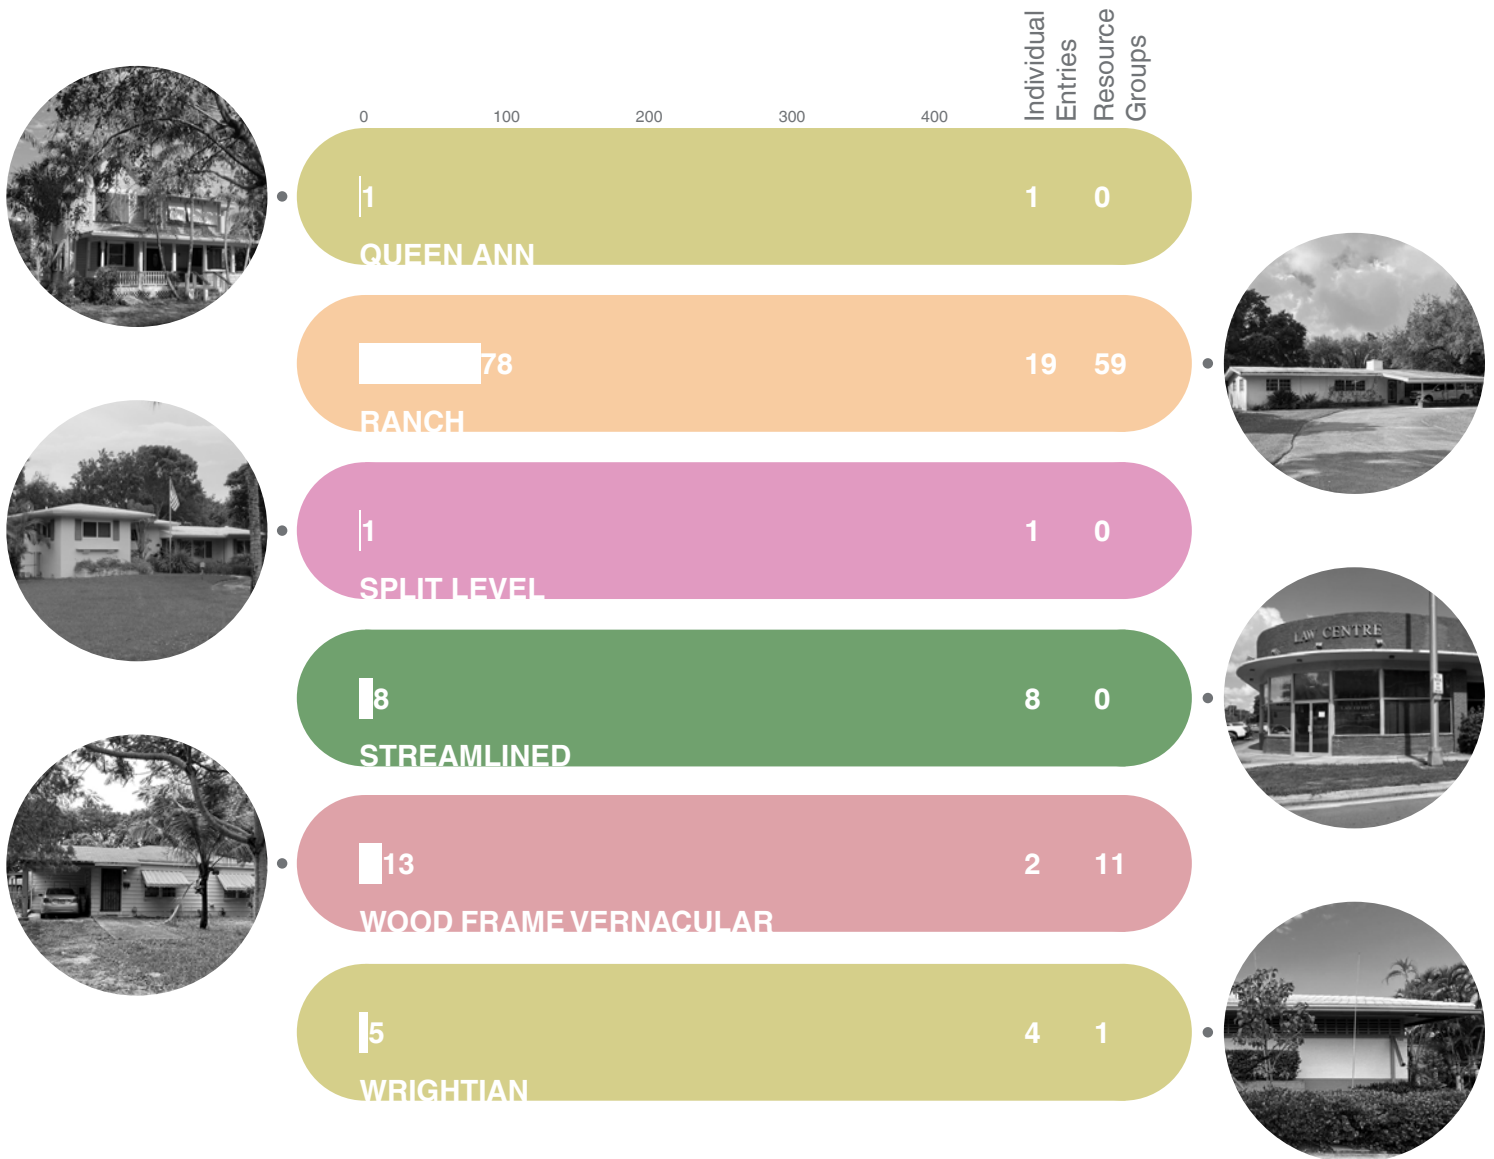 Individual
Entries
Resource
Groups
0 100 200 300 400
1 1 0
QUEEN ANN
78 19 59
RANCH
1 1 0
SPLIT LEVEL
LAW CENTRE
8 8 0
STREAMLINED
13 2 11
WOOD FRAME VERNACULAR
5 4 1
WRIGHTIAN